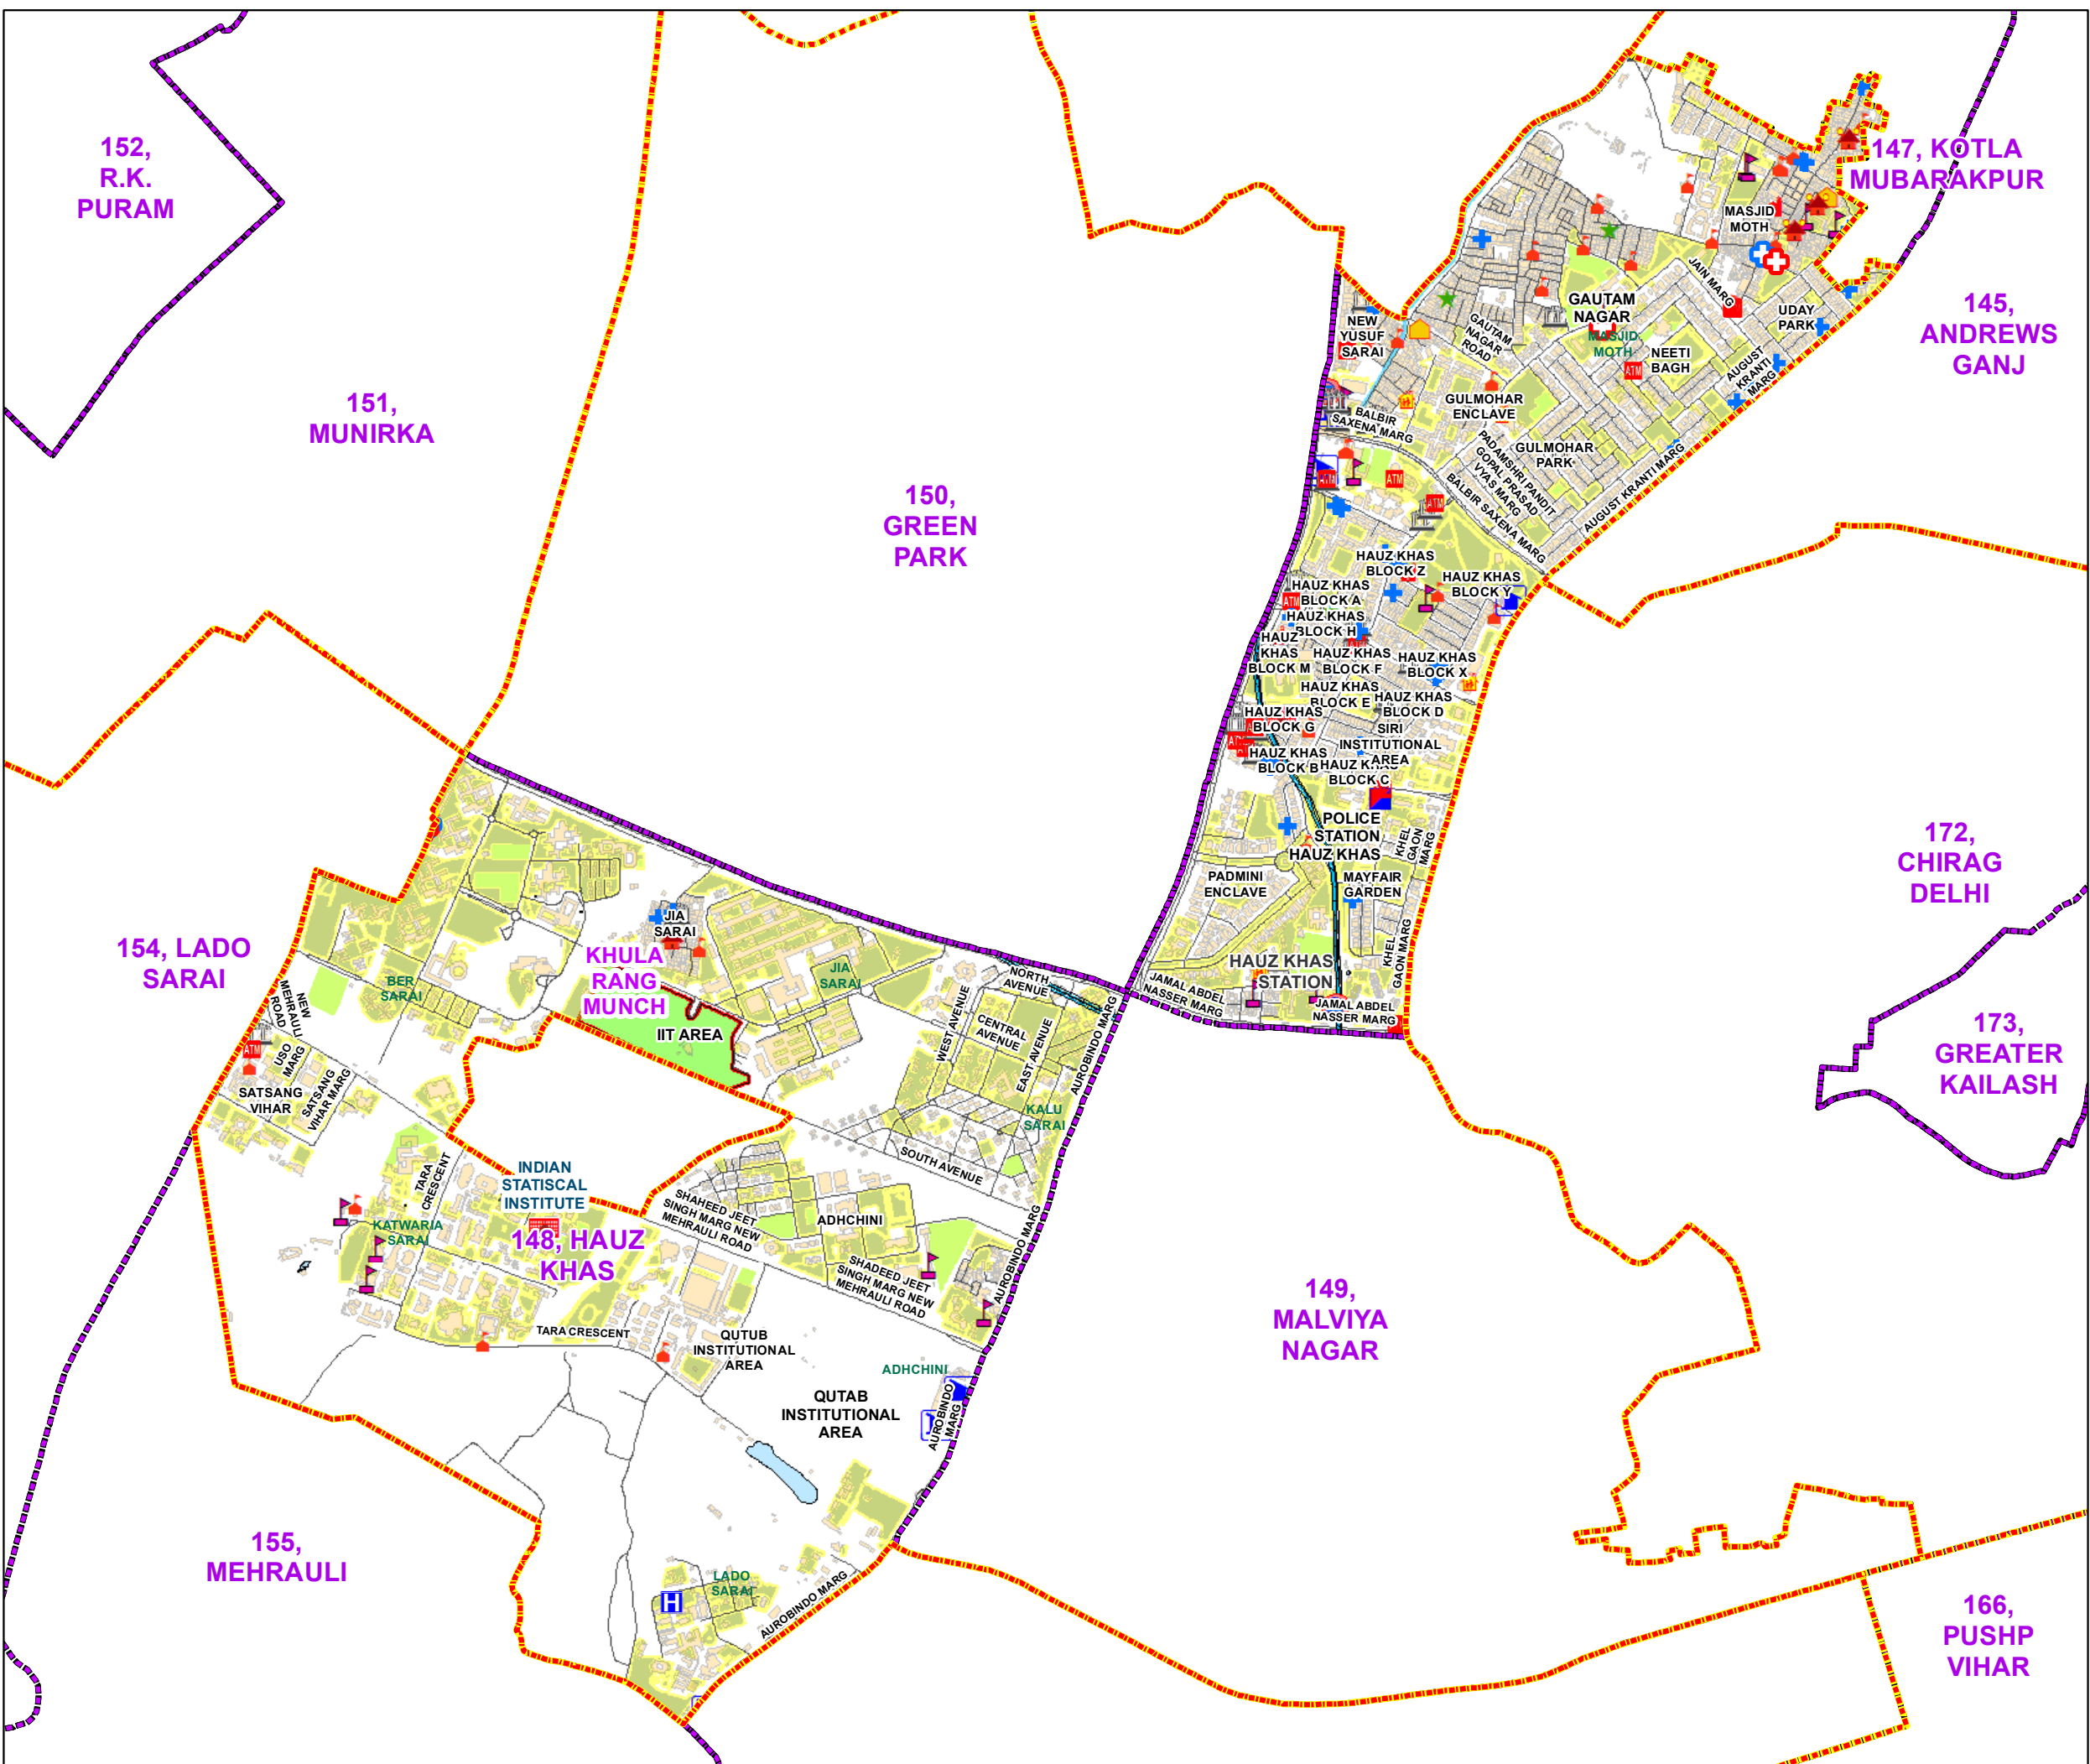 152,
R.K.
PURAM
151,
MUNIRKA
150,
GREEN
PARK
147, KOTLA
MUBARAKPUR
145,
ANDREWS
GANJ
MASJID
MOTH
JAIN MARG
GAUTAM
NAGAR
MASJID
MOTH
UDAY
PARK
NEW
YUSUF
SARAI
GAUTAM
NAGAR
ROAD
NEETI
BAGH
AUGUST
KRANTI
MARG
GULMOHAR
ENCLAVE
ATM
BALBIR
SAXENA MARG
GULMOHAR
PARK
PADAMSHRI PANDIT
GOPAL PRASAD
VYAS MARG
AUGUST KRANTI MARG
BALBIR SAXENA MARG
ATM
ATM
ATM
HAUZ KHAS
BLOCK Z
HAUZ KHAS
BLOCK Y
HAUZ KHAS
BLOCK A
ATM
HAUZ KHAS
BLOCK H
HAUZ
KHAS
BLOCK M
HAUZ KHAS
BLOCK F
HAUZ KHAS
BLOCK X
HAUZ KHAS
BLOCK E
HAUZ KHAS
BLOCK D
HAUZ KHAS
BLOCK G
SIRI
INSTITUTIONAL
AREA
HAUZ KHAS
BLOCK B
HAUZ KHAS
BLOCK C
POLICE
STATION
HAUZ KHAS
KHEL
GAON
MARG
PADMINI
ENCLAVE
MAYFAIR
GARDEN
KHEL
GAON MARG
HAUZ KHAS
STATION
JAMAL ABDEL
NASSER MARG
JAMAL ABDEL
NASSER MARG
172,
CHIRAG
DELHI
173,
GREATER
KAILASH
154, LADO
SARAI
JIA
SARAI
KHULA
RANG
MUNCH
IIT AREA
JIA
SARAI
BER
SARAI
NEW
MEHRAULI
ROAD
ATM
USO
MARG
SATSANG
VIHAR
SATSANG
VIHAR MARG
NORTH
AVENUE
WEST AVENUE
CENTRAL
AVENUE
EAST AVENUE
AUROBINDO MARG
KALU
SARAI
SOUTH AVENUE
TARA
CRESCENT
INDIAN
STATISCAL
INSTITUTE
KATWARIA
SARAI
148, HAUZ
KHAS
SHAHEED JEET
SINGH MARG NEW
MEHRAULI ROAD
ADHCHINI
SHADEED JEET
SINGH MARG NEW
MEHRAULI ROAD
AUROBINDO MARG
TARA CRESCENT
QUTUB
INSTITUTIONAL
AREA
ADHCHINI
QUTAB
INSTITUTIONAL
AREA
AUROBINDO
MARG
149,
MALVIYA
NAGAR
155,
MEHRAULI
LADO
SARAI
H
AUROBINDO MARG
166,
PUSHP
VIHAR